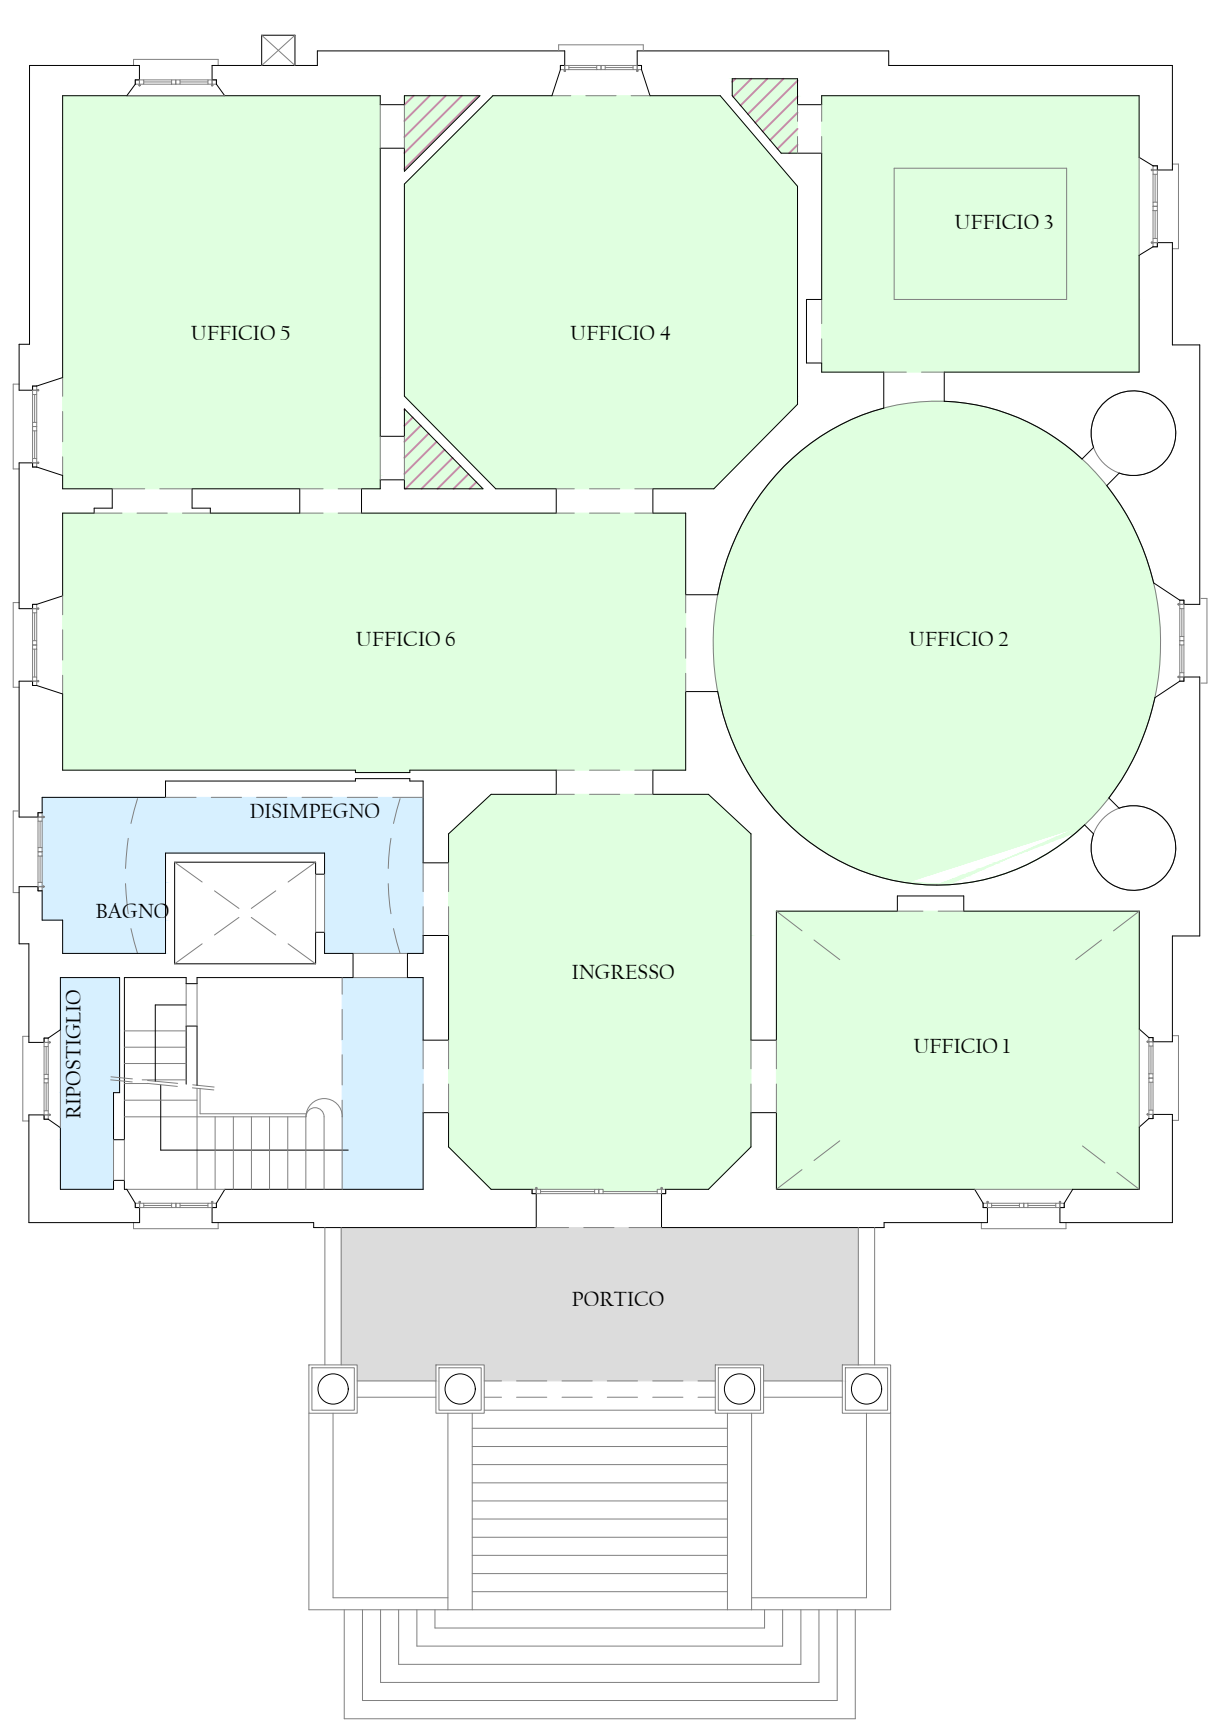 UFFICIO 3
UFFICIO 5
UFFICIO 4
UFFICIO 6
UFFICIO 2
DISIMPEGNO
BAGNO
INGRESSO
RIPOSTIGLIO
UFFICIO 1
PORTICO